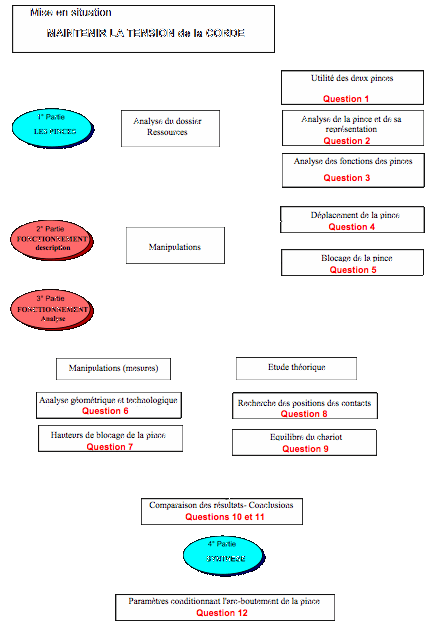 Mise en situation
MAINTENIR LA TENSION de la CORDE
Utilité des deux pinces
Question 1
1° Partie
LES PINCES
Analyse du dossier
Ressources
Analyse de la pince et de sa
représentation
Question 2
Analyse des fonctions des pinces
Question 3
2° Partie
FONCTIONNEMENT
description
Manipulations
Déplacement de la pince
Question 4
Blocage de la pince
Question 5
3° Partie
FONCTIONNEMENT
Analyse
Manipulations (mesures)
Etude théorique
Analyse géométrique et technologique
Question 6
Recherche des positions des contacts
Question 8
Hauteurs de blocage de la pince
Question 7
Equilibre du chariot
Question 9
Comparaison des résultats- Conclusions
Questions 10 et 11
4° Partie
SYNTHESE
Paramètres conditionnant l'arc-boutement de la pince
Question 12